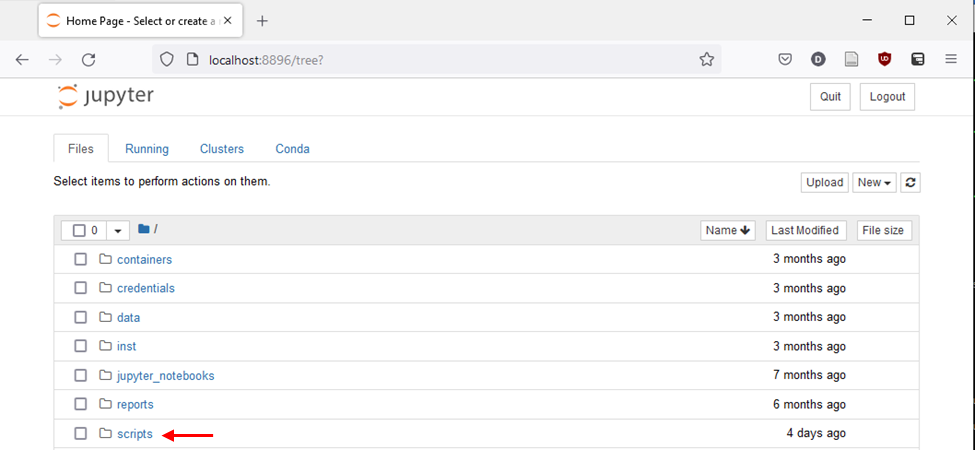 Home Page - Select or create a
localhost:8896/tree?
D
jupyter
Quit Logout
Files Running Clusters Conda
Select items to perform actions on them.
Upload New
0 / Name Last Modified File size
containers 3 months ago
credentials 3 months ago
data 3 months ago
inst 3 months ago
jupyter_notebooks 7 months ago
reports 6 months ago
scripts 4 days ago